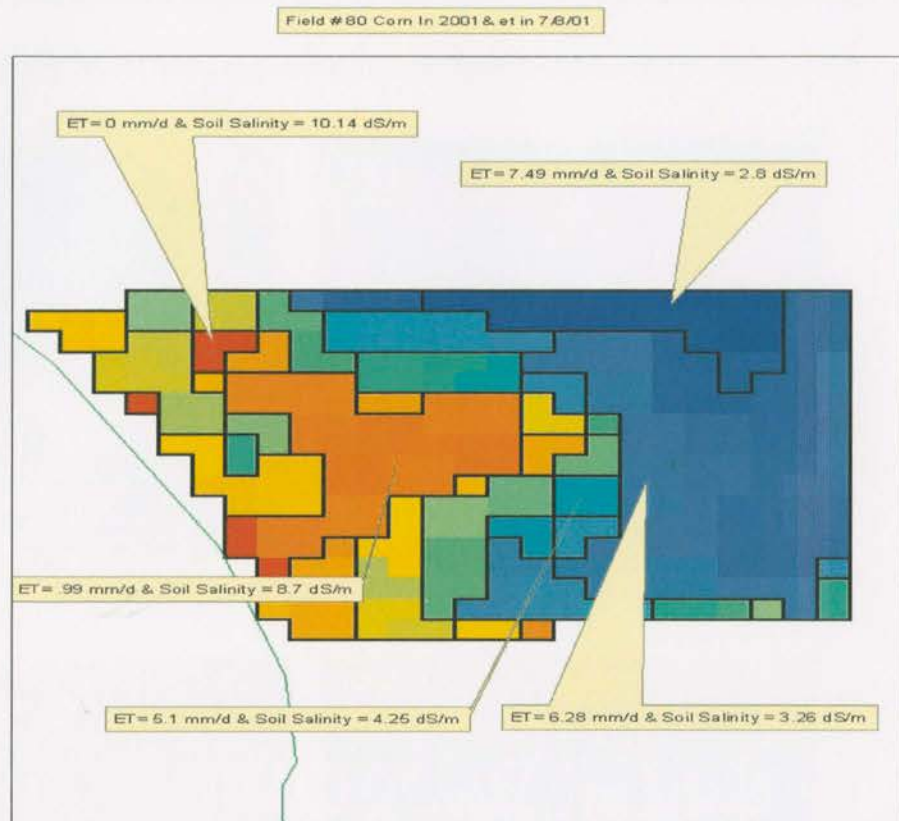 Field #80 Corn In 2001 & et in 7/8/01
ET=0 mm/d & Soil Salinity = 10.14 dS/m
ET=7.49 mm/d & Soil Salinity = 2.8 dS/m
ET=.99 mm/d & Soil Salinity = 8.7 dS/m
ET=5.1 mm/d & Soil Salinity = 4.25 dS/m
ET=6.28 mm/d & Soil Salinity = 3.26 dS/m